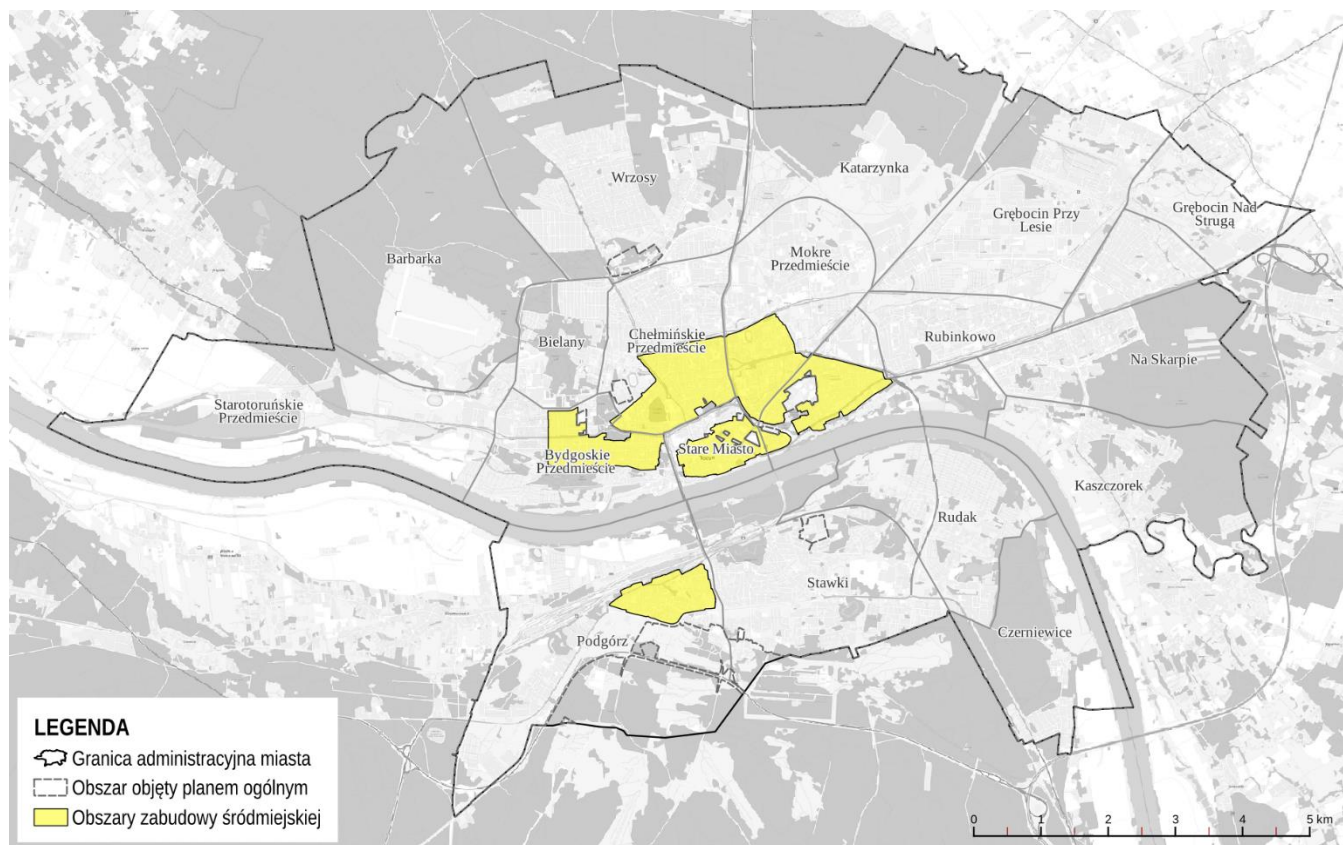 Wrzosy
Katarzynka
Grębocin Przy
Lesie
Grębocin Nad
Strugą
Barbarka
Mokre
Przedmieście
Bielany
Chełmińskie
Przedmieście
Rubinkowo
Na Skarpie
Starotoruńskie
Przedmieście
Bydgoskie
Przedmieście
Stare Miasto
Kaszczorek
Rudak
Stawki
Podgórz
Czerniewice
LEGENDA
Granica administracyjna miasta
Obszar objęty planem ogólnym
Obszary zabudowy śródmiejskiej
0 1 2 3 4 5 km